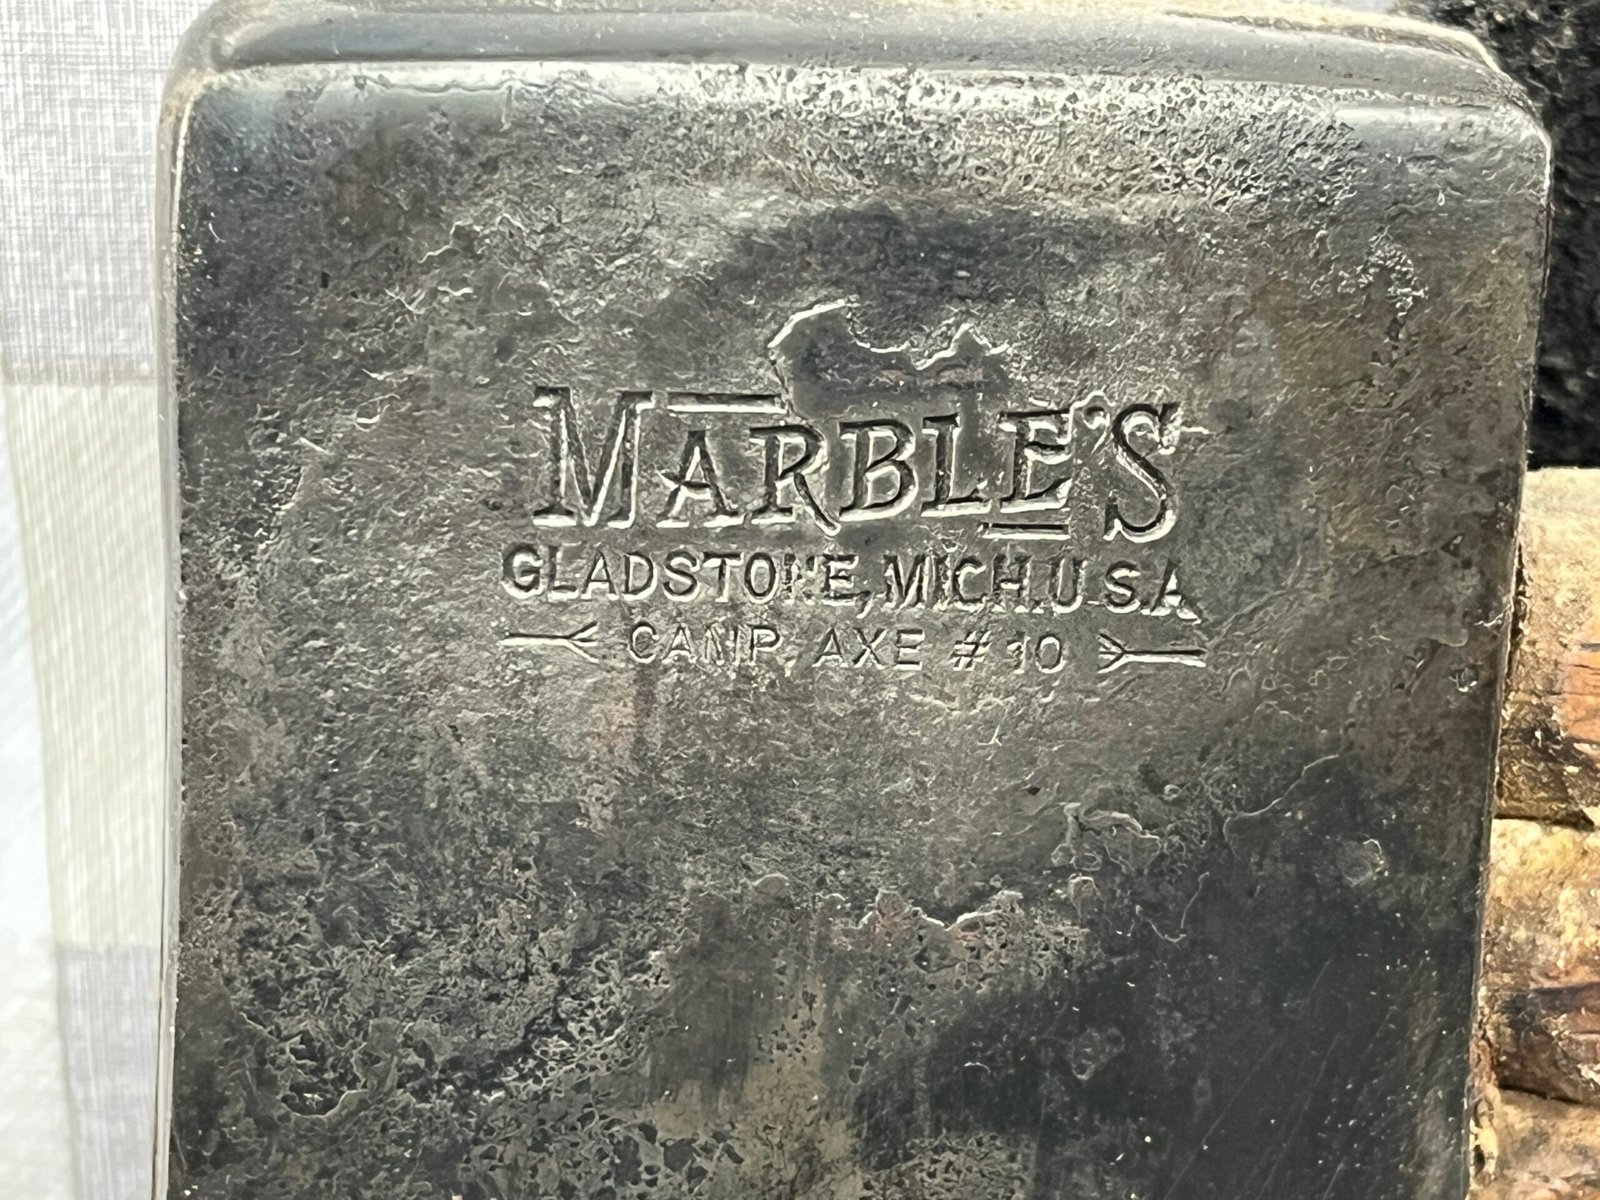 MARBLE'S
GLADSTONE, MICH. U.S.A
CAMP AXE #10